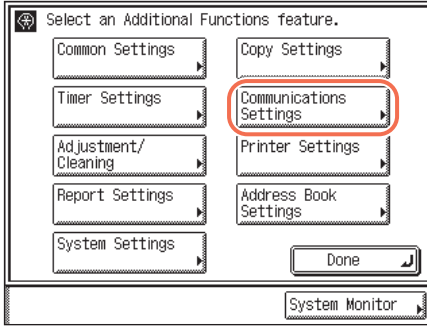 Select an Additional Functions feature.
Common Settings
Copy Settings
Timer Settings
Communications
Settings
Adjustment/
Cleaning
Printer Settings
Report Settings
Address Book
Settings
System Settings
Done
System Monitor